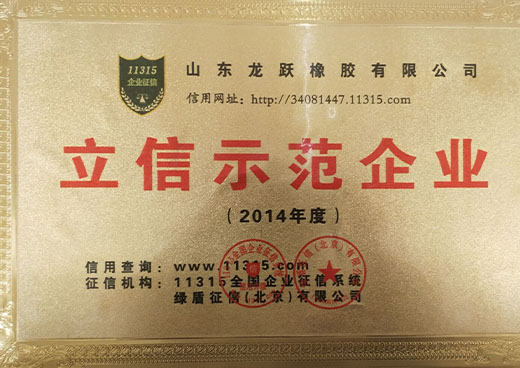 11315
企业征信
山东龙跃橡胶有限公司
信用网址：http://34081447.11315.com
立信示范企业
（2014年度）
信用查询：www.11315.com
征信机构：11315全国企业征信系统
绿盾征信(北京)有限公司